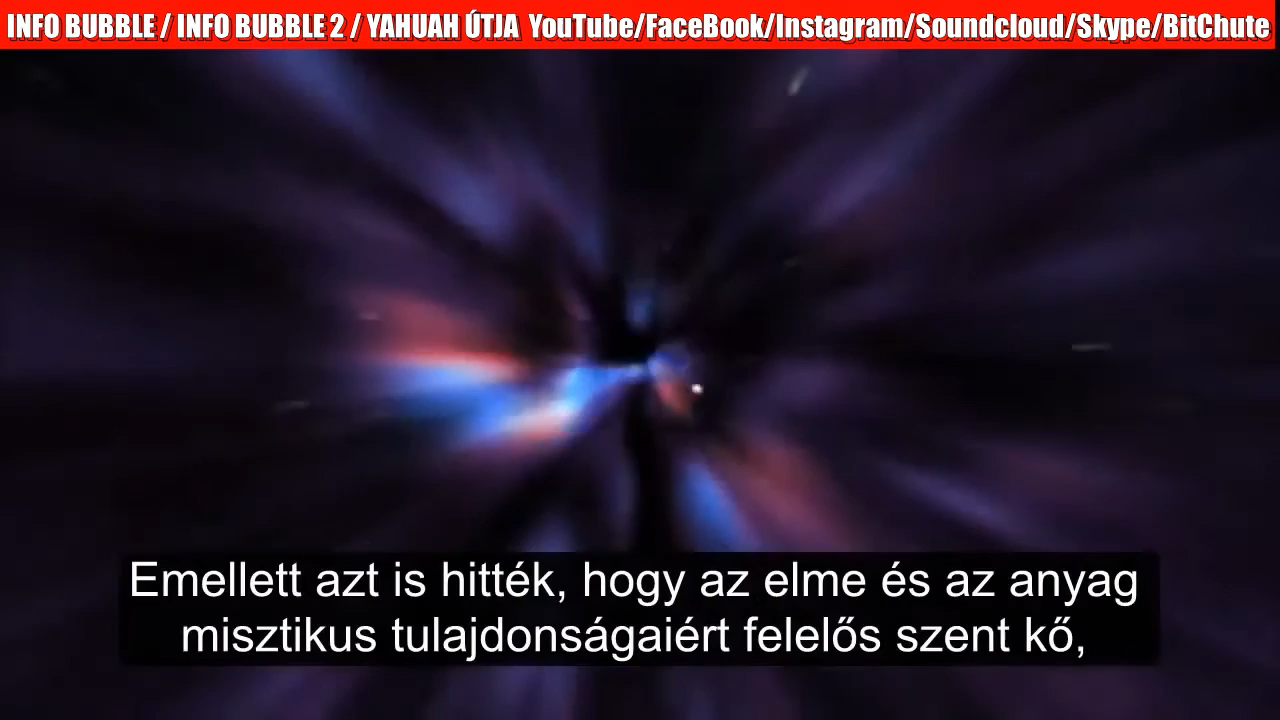 INFO BUBBLE / INFO BUBBLE 2 / YAHUAH ÚTJA YouTube/FaceBook/Instagram/Soundcloud/Skype/BitChute
Emellett azt is hitték, hogy az elme és az anyag
misztikus tulajdonságaiért felelős szent kő,